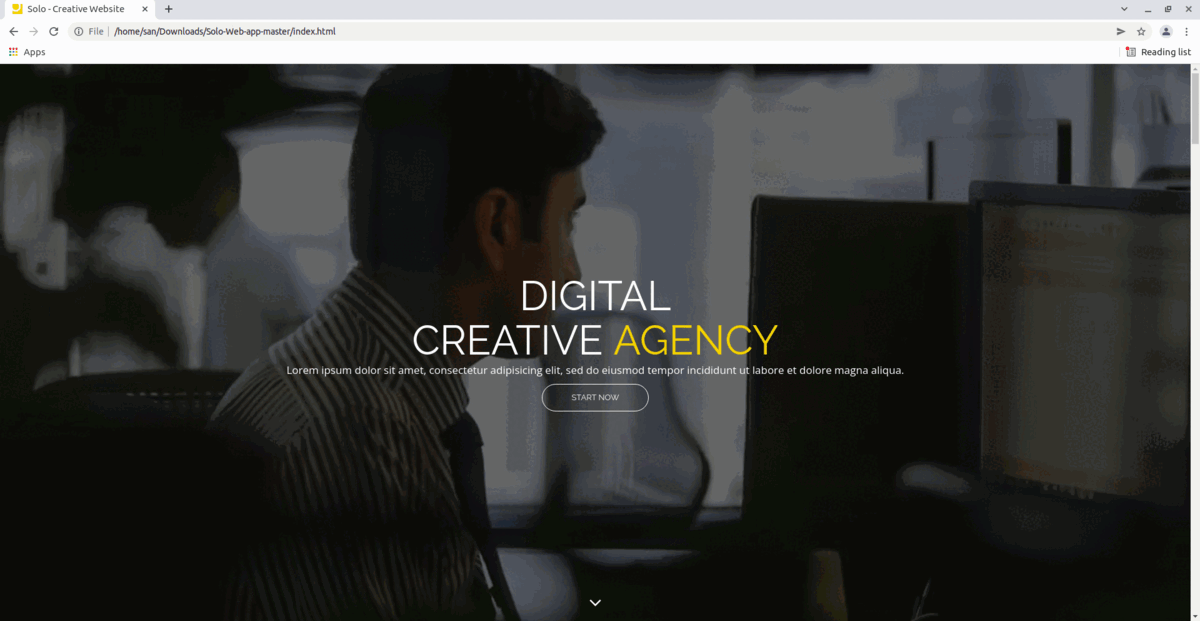 Solo - Creative Website
File
/home/san/Downloads/Solo-Web-app-master/index.html
Apps
Reading list
DIGITAL
CREATIVE AGENCY
Lorem ipsum dolor sit amet, consectetur adipisicing elit, sed do eiusmod tempor incididunt ut labore et dolore magna aliqua.
START NOW